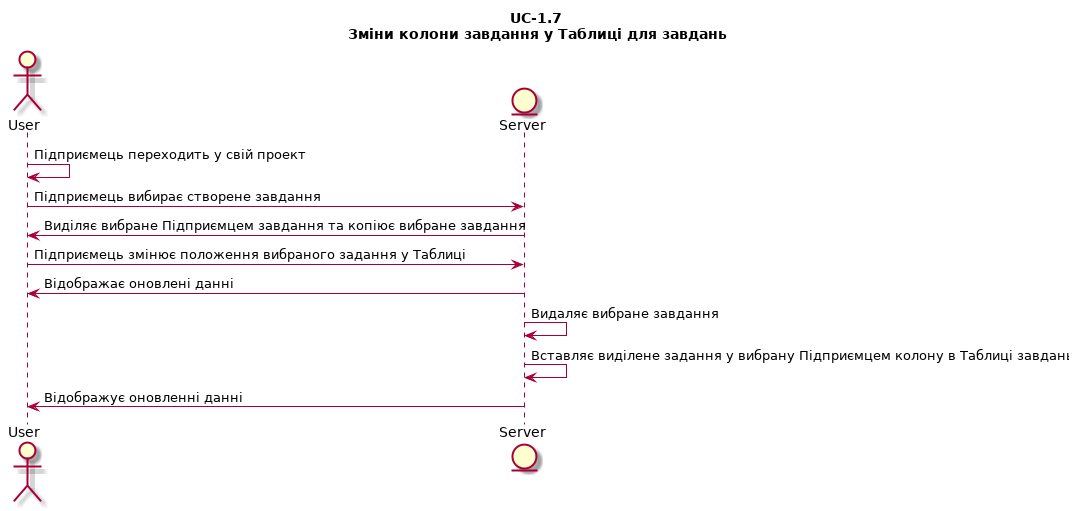 UC-1.7
Зміни колони завдання у Таблиці для завдань
User
Server
Підприємець переходить у свій проект
Підприємець вибирає створене завдання
Виділяє вибране Підприємцем завдання та копіює вибране завдання
Підприємець змінює положення вибраного задання у Таблиці
Відображає оновлені данні
Видаляє вибране завдання
Вставляє виділене задання у вибрану Підприємцем колону в Таблиці завдань
Відображує оновленні данні
User
Server